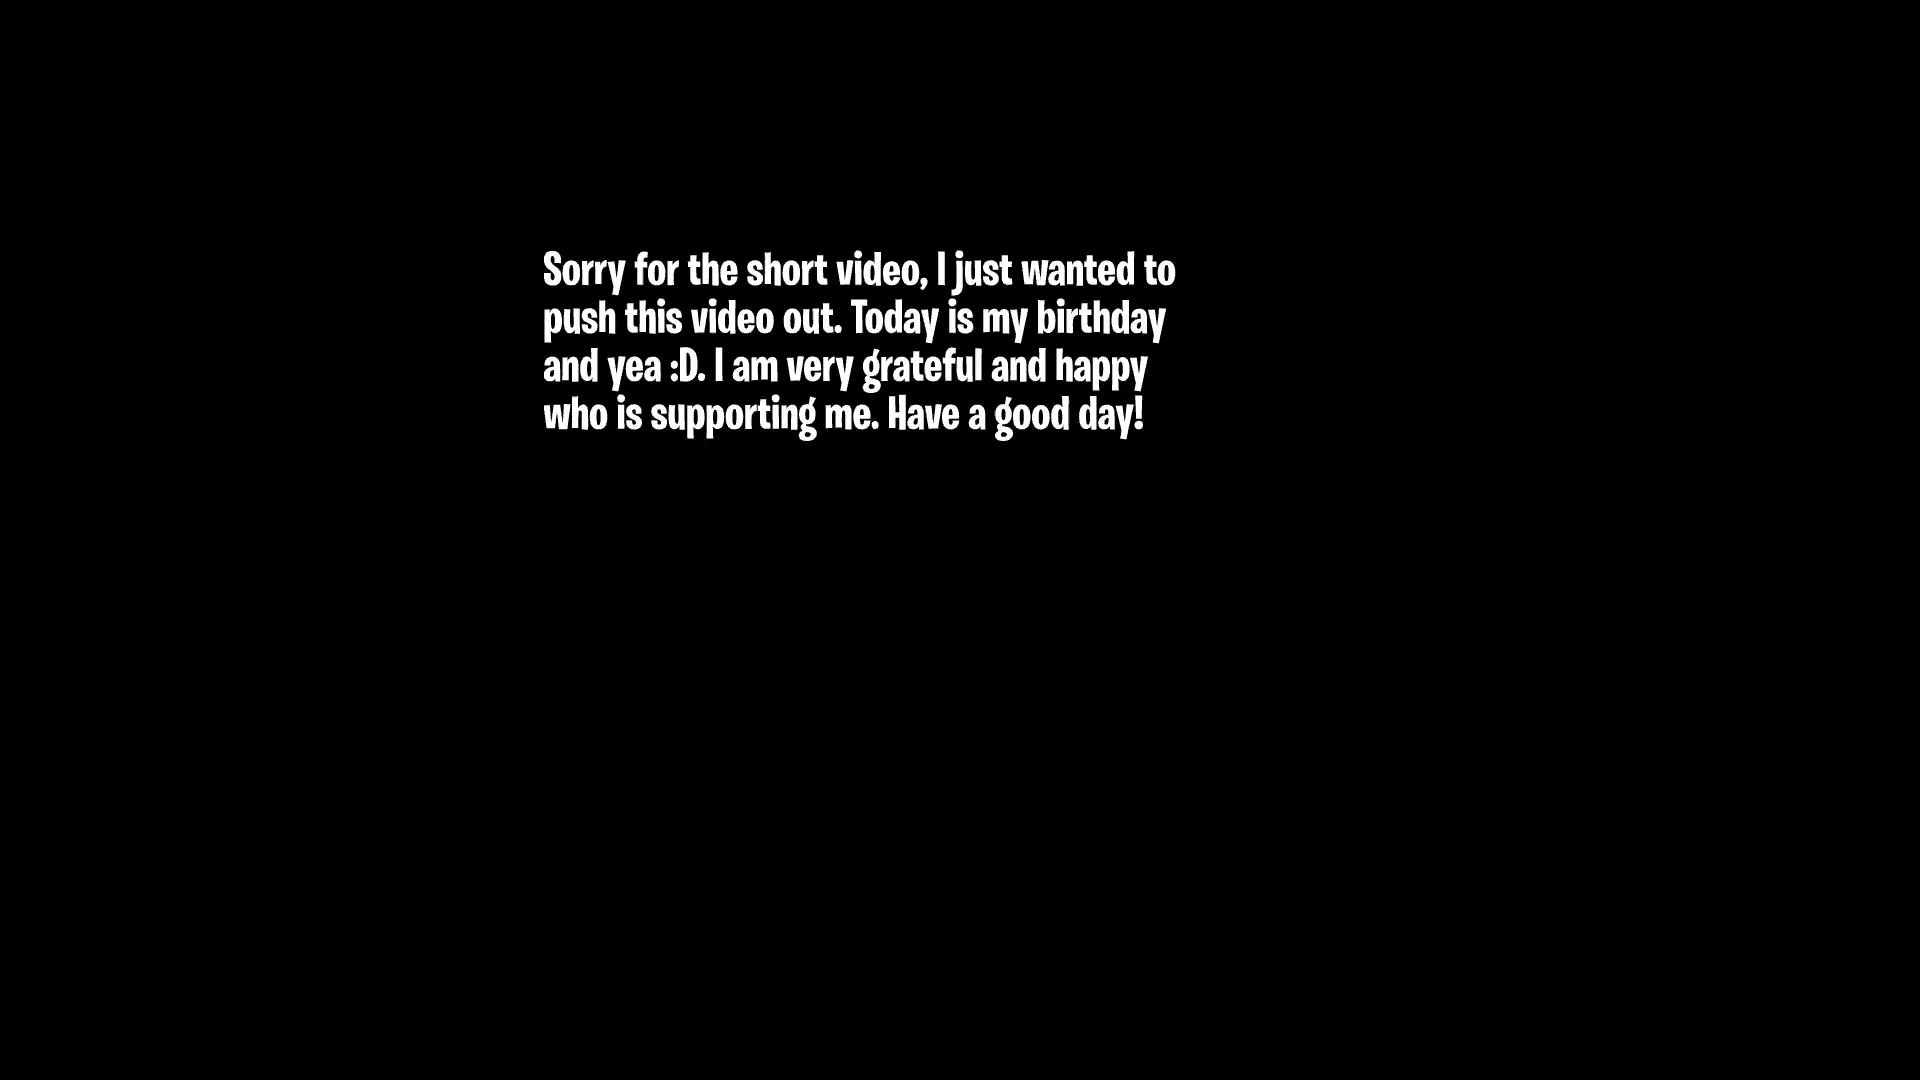 Sorry for the short video, I just wanted to
push this video out. Today is my birthday
and yea :D. I am very grateful and happy
who is supporting me. Have a good day!